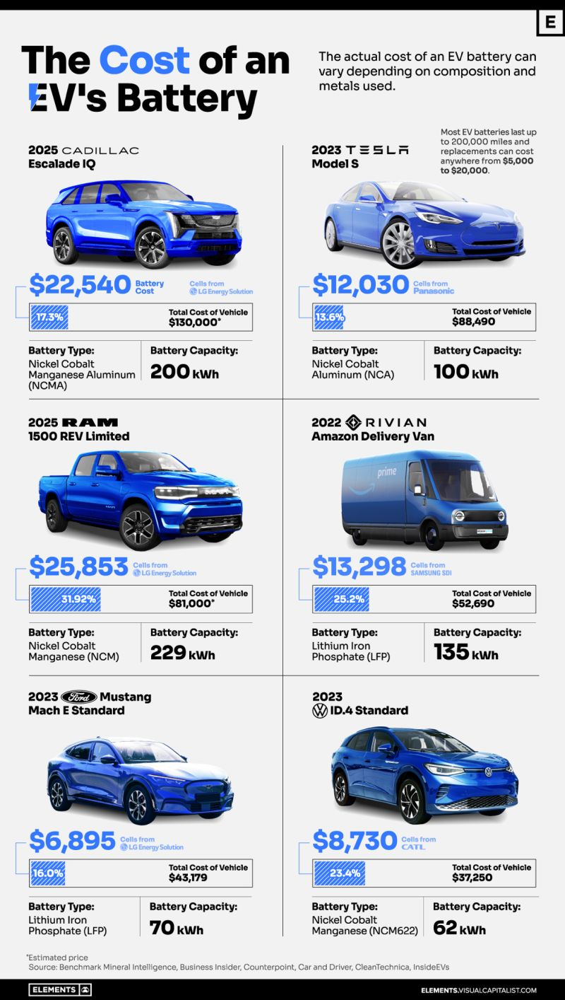 E
The Cost of an
EV's Battery
The actual cost of an EV battery can
vary depending on composition and
metals used.
Most EV batteries last up
to 200,000 miles and
replacements can cost
anywhere from $5,000
to $20,000.
2025 CADILLAC
Escalade IQ
$22,540 Battery
Cost
Cells from
LG Energy Solution
17.3%
Total Cost of Vehicle
$130,000*
Battery Type:
Nickel Cobalt
Manganese Aluminum
(NCMA)
Battery Capacity:
200 kWh
2023 TESLA
Model S
$12,030 Cells from
Panasonic
13.6%
Total Cost of Vehicle
$88,490
Battery Type:
Nickel Cobalt
Aluminum (NCA)
Battery Capacity:
100 kWh
2025 RAM
1500 REV Limited
$25,853 Cells from
LG Energy Solution
31.92%
Total Cost of Vehicle
$81,000*
Battery Type:
Nickel Cobalt
Manganese (NCM)
Battery Capacity:
229 kWh
2022 RIVIAN
Amazon Delivery Van
prime
$13,298 Cells from
SAMSUNG SDI
25.2%
Total Cost of Vehicle
$52,690
Battery Type:
Lithium Iron
Phosphate (LFP)
Battery Capacity:
135 kWh
2023 Ford Mustang
Mach E Standard
$6,895 Cells from
LG Energy Solution
16.0%
Total Cost of Vehicle
$43,179
Battery Type:
Lithium Iron
Phosphate (LFP)
Battery Capacity:
70 kWh
2023
VW ID.4 Standard
$8,730 Cells from
CATL
23.4%
Total Cost of Vehicle
$37,250
Battery Type:
Nickel Cobalt
Manganese (NCM622)
Battery Capacity:
62 kWh
*Estimated price
Source: Benchmark Mineral Intelligence, Business Insider, Counterpoint, Car and Driver, CleanTechnica, InsideEVs
ELEMENTS
ELEMENTS.VISUALCAPITALIST.COM